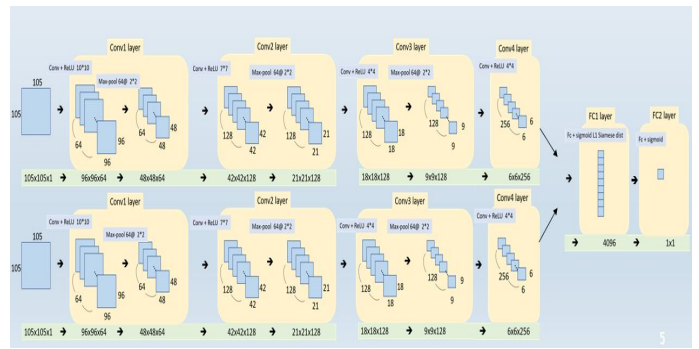 Conv1 layer
Conv2 layer
Conv3 layer
Conv4 layer
Conv + ReLU 10*10
Max-pool 64@ 2*2
Conv + ReLU 7*7
Max-pool 64@ 2*2
Conv + ReLU 4*4
Max-pool 64@ 2*2
Conv + ReLU 4*4
105
105
64
96
96
64
48
48
128
42
42
128
21
21
128
18
18
128
9
9
256
6
6
105x105x1 → 96x96x64 → 48x48x64 → 42x42x128 → 21x21x128 → 18x18x128 → 9x9x128 → 6x6x256
FC1 layer
FC2 layer
Fc + sigmoid L1 Siamese dist
Fc + sigmoid
→ 4096 → 1x1
Conv1 layer
Conv2 layer
Conv3 layer
Conv4 layer
Conv + ReLU 10*10
Max-pool 64@ 2*2
Conv + ReLU 7*7
Max-pool 64@ 2*2
Conv + ReLU 4*4
Max-pool 64@ 2*2
Conv + ReLU 4*4
105
105
64
96
96
64
48
48
128
42
42
128
21
21
128
18
18
128
9
9
256
6
6
105x105x1 → 96x96x64 → 48x48x64 → 42x42x128 → 21x21x128 → 18x18x128 → 9x9x128 → 6x6x256
5